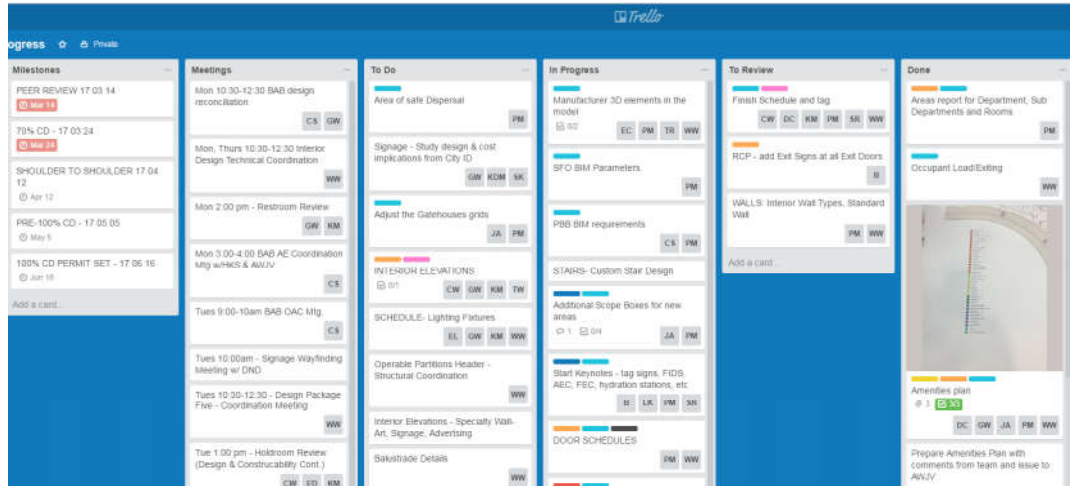 Trello
ogress ☆ Private
Milestones
PEER REVIEW 17 03 14
Mar 14
70% CD - 17 03 24
Mar 24
SHOULDER TO SHOULDER 17 04
12
Apr 12
PRE-100% CD - 17 05 05
May 5
100% CD PERMIT SET - 17 06 16
Jun 16
Add a card...
Meetings
Mon 10:30-12:30 BAB design
reconciliation
CS GW
Mon, Thurs 10:30-12:30 Interior
Design Technical Coordination
WW
Mon 2:00 pm - Restroom Review
GW KM
Mon 3:00-4:00 BAB AE Coordination
Mtg w/HKS & AWJV
CS
Tues 9:00-10am BAB OAC Mtg.
CS
Tues 10:00am - Signage Wayfinding
Meeting w/ DND
Tues 10:30-12:30 - Design Package
Five - Coordination Meeting
WW
Tue 1:00 pm - Holdroom Review
(Design & Construcability Cont.)
CW ED KM
To Do
Area of safe Dispersal
PM
Signage - Study design & cost
implications from City ID
GW KDM SK
Adjust the Gatehouses grids
JA PM
INTERIOR ELEVATIONS
0/1
CW GW KM TW
SCHEDULE- Lighting Fixtures
EL GW KM WW
Operable Partitions Header -
Structural Coordination
WW
Interior Elevations - Specialty Wall-
Art, Signage, Advertising
Balustrade Details
WW
In Progress
Manufacturer 3D elements in the
model
0/2
EC PM TR WW
SFO BIM Parameters
PM
PBB BIM requirements
CS PM
STAIRS- Custom Stair Design
Additional Scope Boxes for new
areas
1 0/4
JA PM
Start Keynotes - tag signs, FIDS,
AEC, FEC, hydration stations, etc
B LK PM SR
DOOR SCHEDULES
PM WW
To Review
Finish Schedule and tag
CW DC KM PM SR WW
RCP - add Exit Signs at all Exit Doors
B
WALLS: Interior Wall Types, Standard
Wall
PM WW
Add a card...
Done
Areas report for Department, Sub
Departments and Rooms
PM
Occupant Load/Exiting
WW
Amenities plan
3 3/3
DC GW JA PM WW
Prepare Amenities Plan with
comments from team and issue to
AWJV